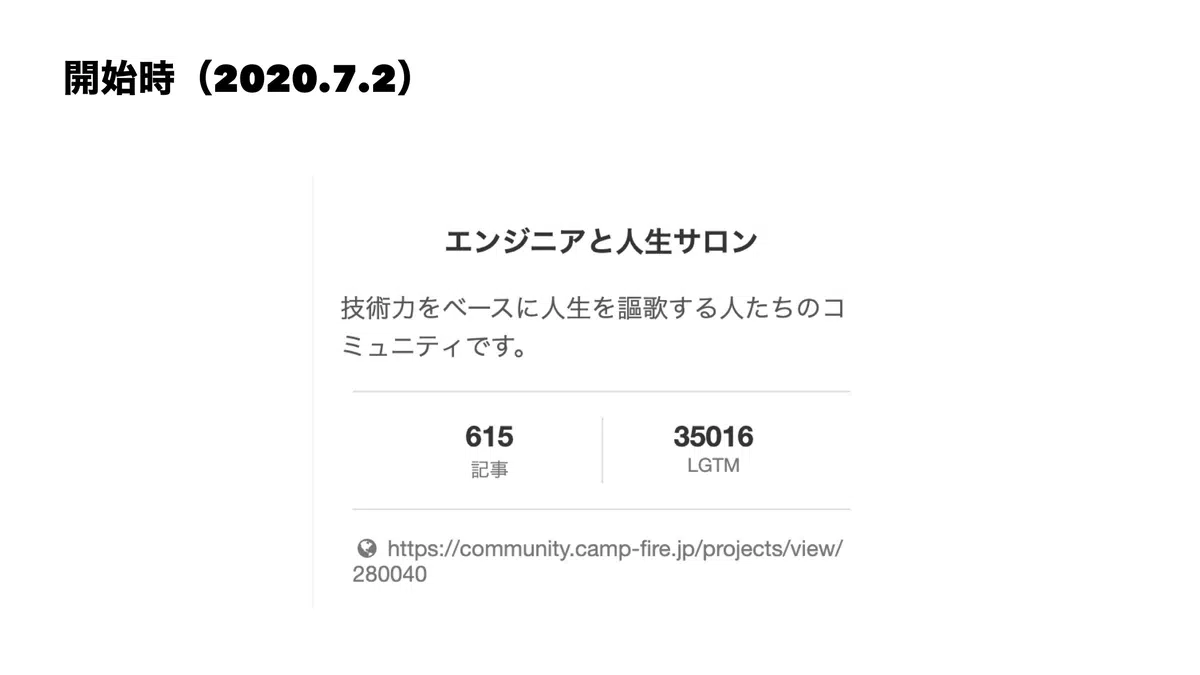 開始時（2020.7.2）
エンジニアと人生サロン
技術力をベースに人生を謳歌する人たちのコ
ミュニティです。
615
記事
35016
LGTM
https://community.camp-fire.jp/projects/view/
280040